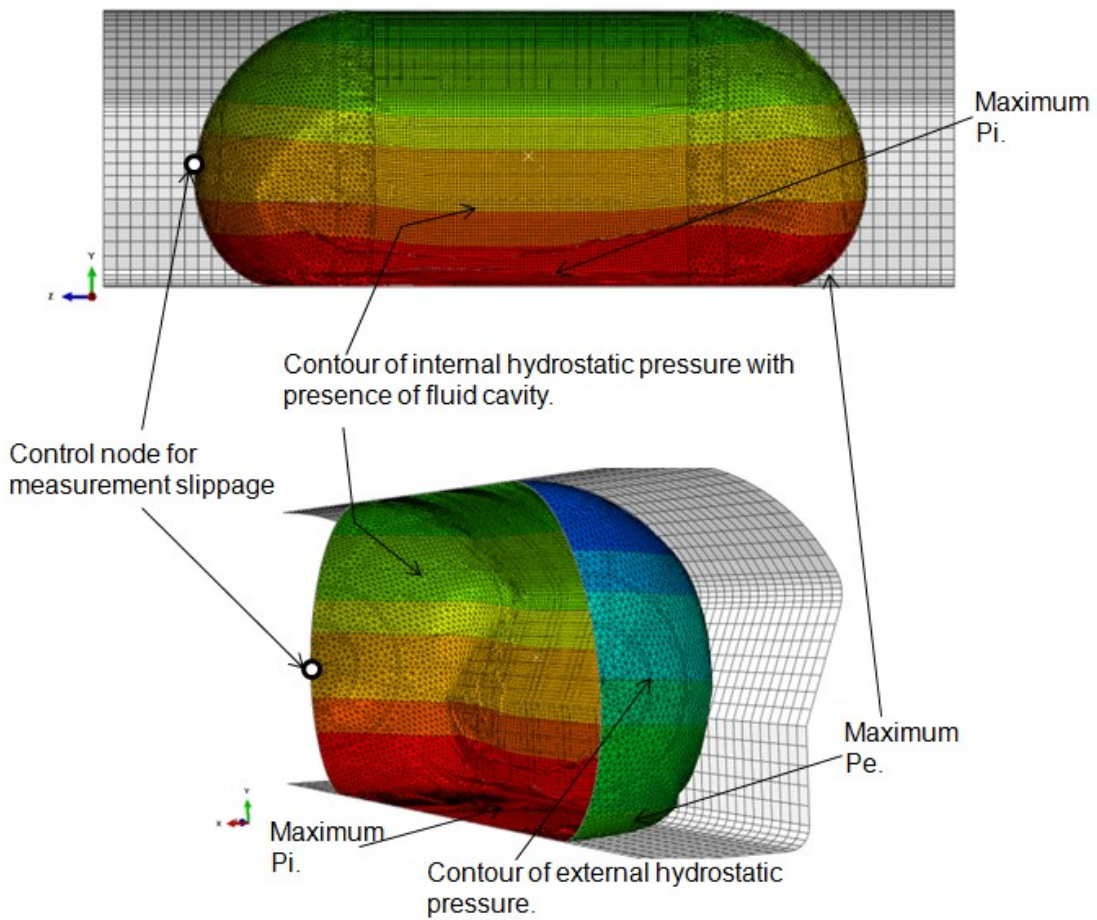 Maximum
Pi.
Y
Z
Contour of internal hydrostatic pressure with
presence of fluid cavity.
Control node for
measurement slippage
Maximum
Pe.
Y
X
Maximum
Pi.
Contour of external hydrostatic
pressure.